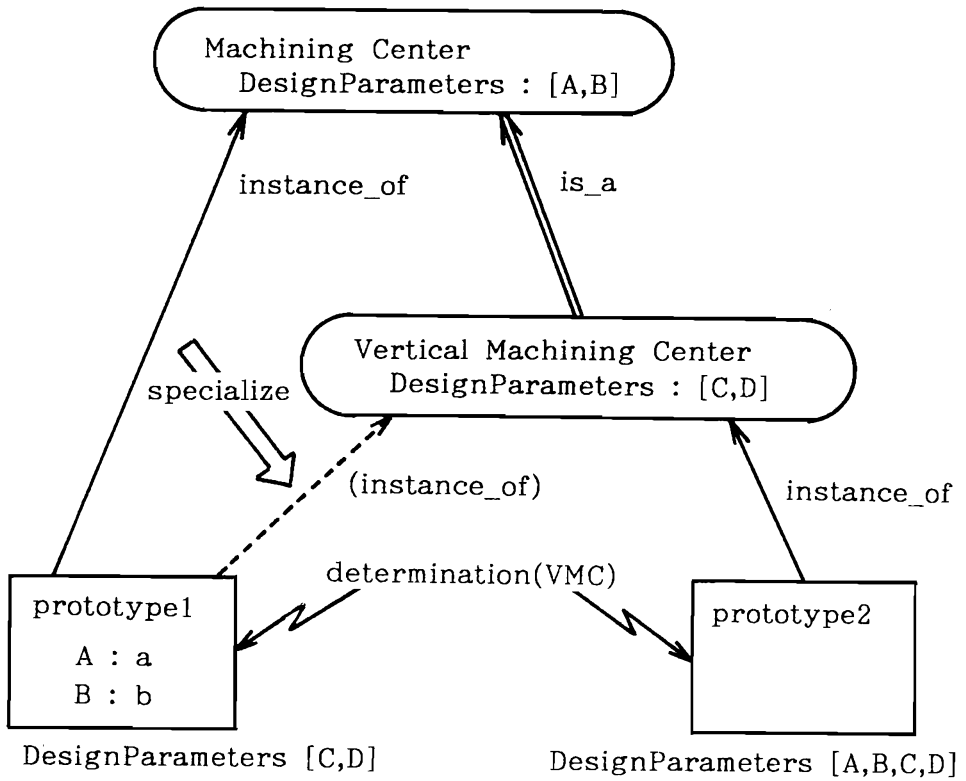 Machining Center
DesignParameters : [A,B]
instance_of
is_a
Vertical Machining Center
DesignParameters : [C,D]
specialize
(instance_of)
instance_of
determination(VMC)
prototype1
A : a
B : b
prototype2
DesignParameters [C,D]
DesignParameters [A,B,C,D]